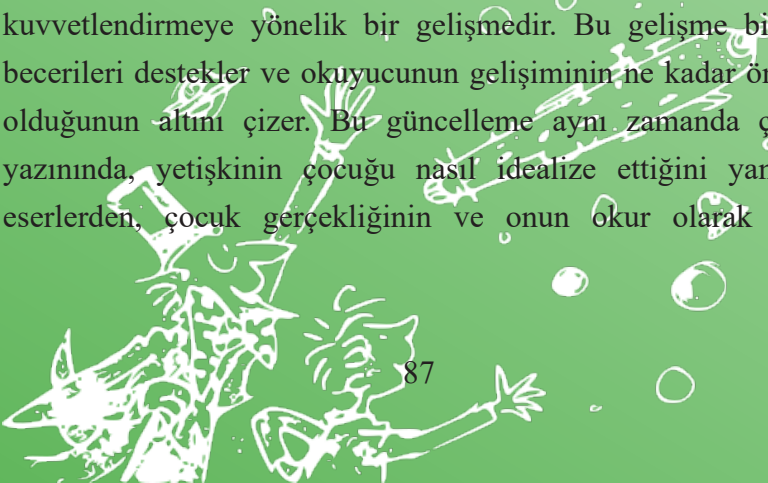 kuvvetlendirmeye yönelik bir gelişmedir. Bu gelişme bi
becerileri destekler ve okuyucunun gelişiminin ne kadar ön
olduğunun altını çizer. Bu güncelleme aynı zamanda ç
yazınında, yetişkinin çocuğu nasıl idealize ettiğini yan
eserlerden, çocuk gerçekliğinin ve onun okur olarak
87